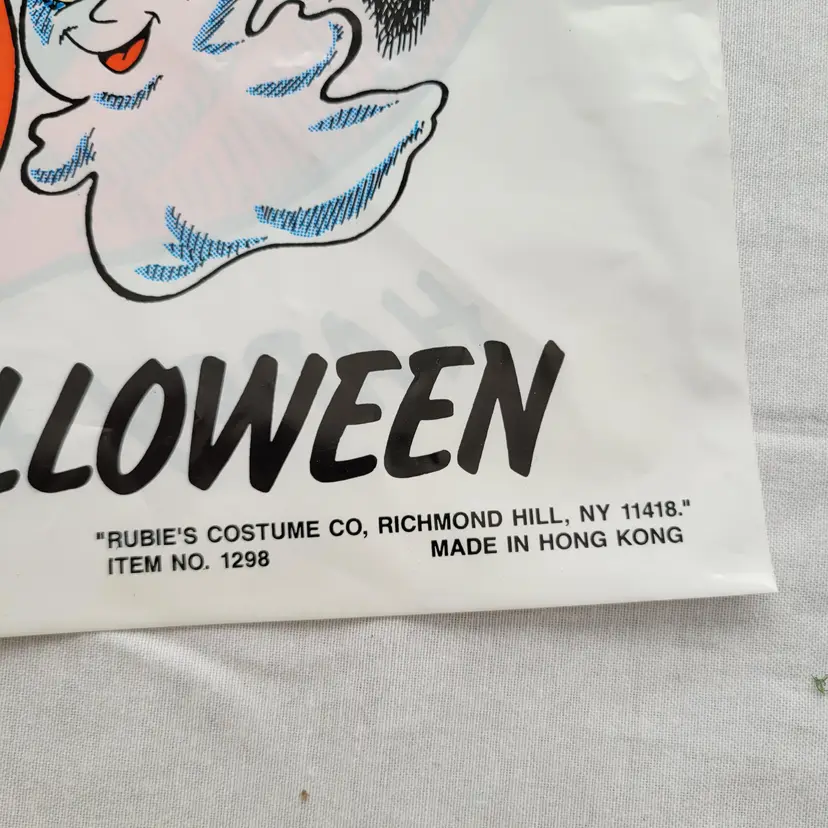 LLOWEEN
"RUBIE'S COSTUME CO, RICHMOND HILL, NY 11418."
ITEM NO. 1298 MADE IN HONG KONG